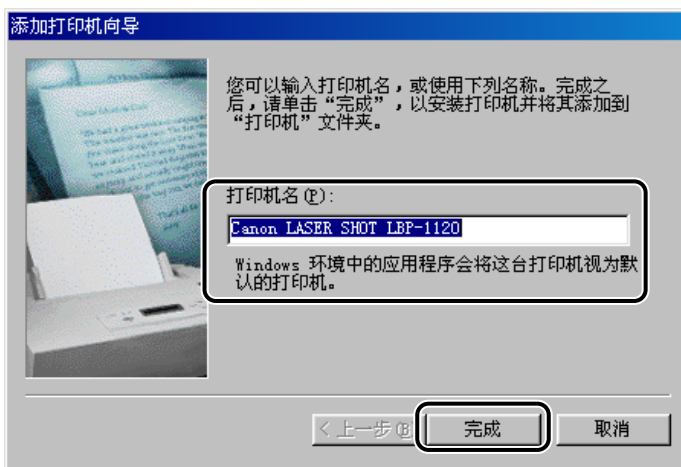 添加打印机向导
您可以输入打印机名，或使用下列名称。完成之
后，请单击“完成”，以安装打印机并将其添加到
“打印机”文件夹。
打印机名(P):
Canon LASER SHOT LBP-1120
Windows 环境中的应用程序会将这台打印机视为默
认的打印机。
<上一步(B) 完成 取消